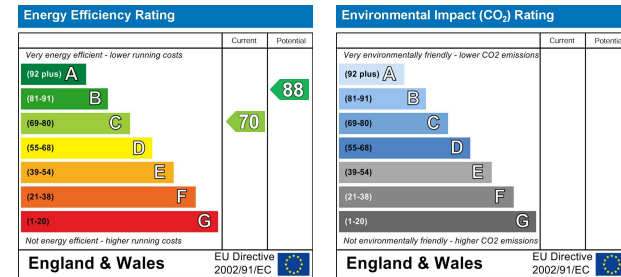 Energy Efficiency Rating
Current Potential
Very energy efficient - lower running costs
(92 plus) A
(81-91) B
(69-80) C
(55-68) D
(39-54) E
(21-38) F
(1-20) G
88
70
Not energy efficient - higher running costs
England & Wales
EU Directive
2002/91/EC
Environmental Impact (CO₂) Rating
Current Potentia
Very environmentally friendly - lower CO2 emissions
(92 plus) A
(81-91) B
(69-80) C
(55-68) D
(39-54) E
(21-38) F
(1-20) G
Not environmentally friendly - higher CO2 emissions
England & Wales
EU Directive
2002/91/EC